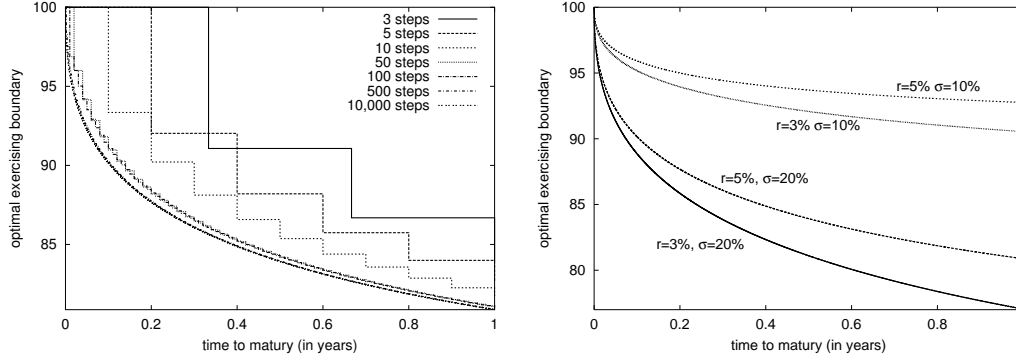 100
95
90
85
0
0.2
0.4
0.6
0.8
1
optimal exercising boundary
time to matury (in years)
3 steps
5 steps
10 steps
50 steps
100 steps
500 steps
10,000 steps
100
95
90
85
80
0
0.2
0.4
0.6
0.8
optimal exercising boundary
time to matury (in years)
r=5% σ=10%
r=3% σ=10%
r=5%, σ=20%
r=3%, σ=20%